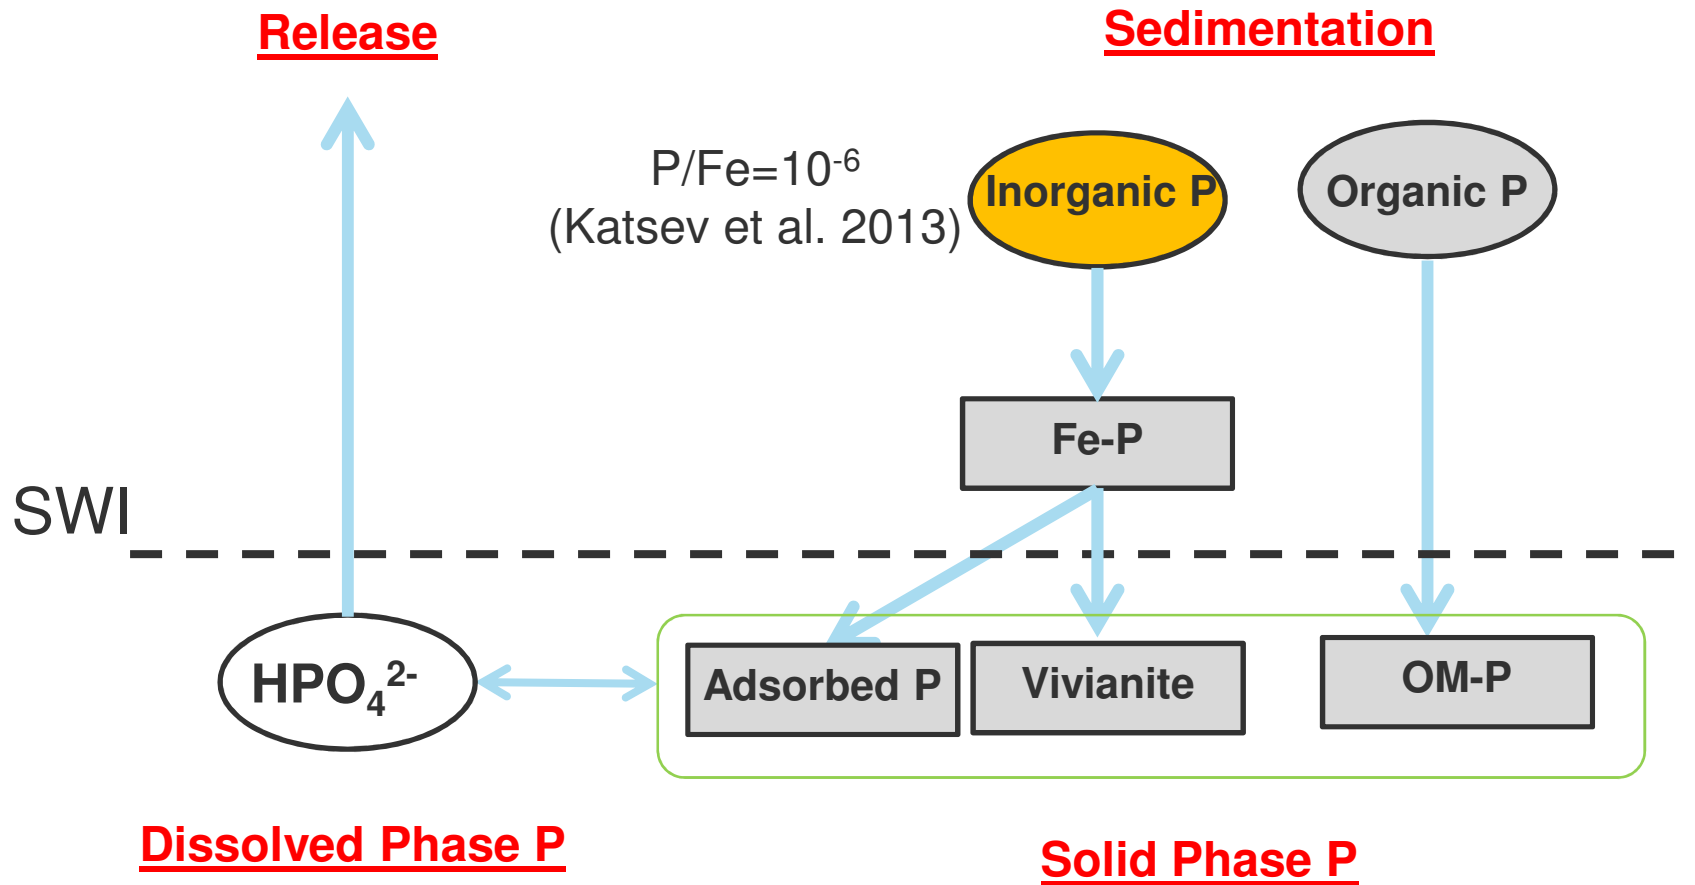 Release
Sedimentation
P/Fe=10⁻⁶
(Katsev et al. 2013)
Inorganic P
Organic P
Fe-P
SWI
HPO₄²⁻
Adsorbed P
Vivianite
OM-P
Dissolved Phase P
Solid Phase P